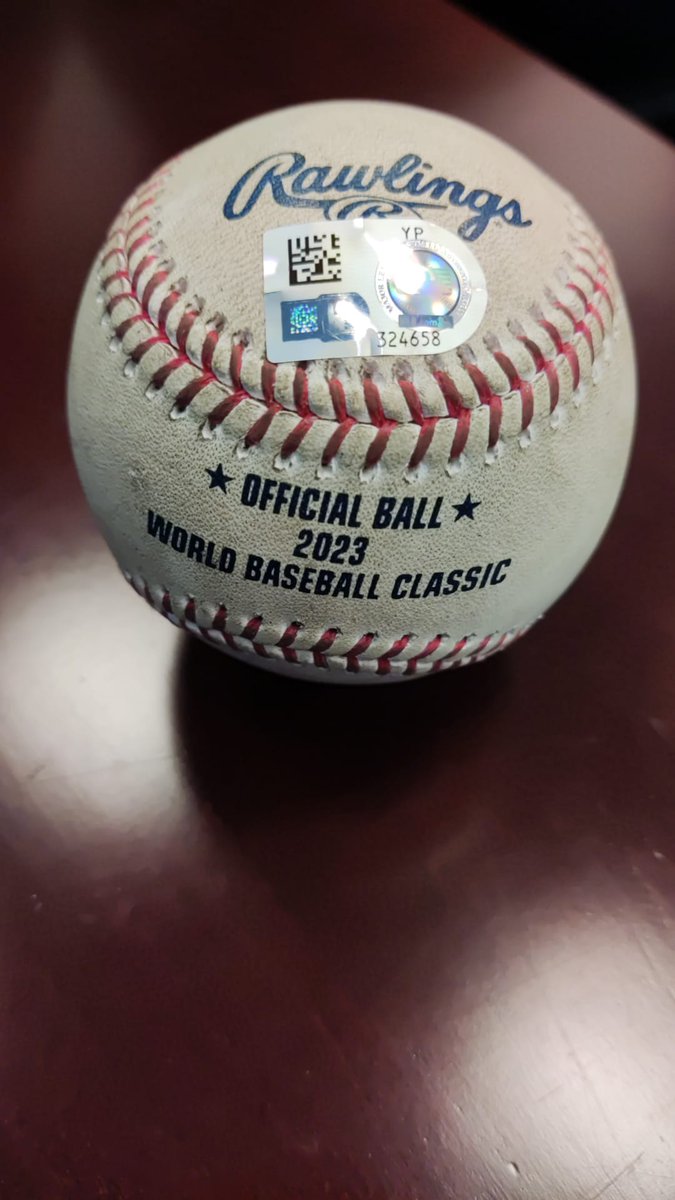 Rawlings
R
YP
324658
★ OFFICIAL BALL ★
2023
WORLD BASEBALL CLASSIC